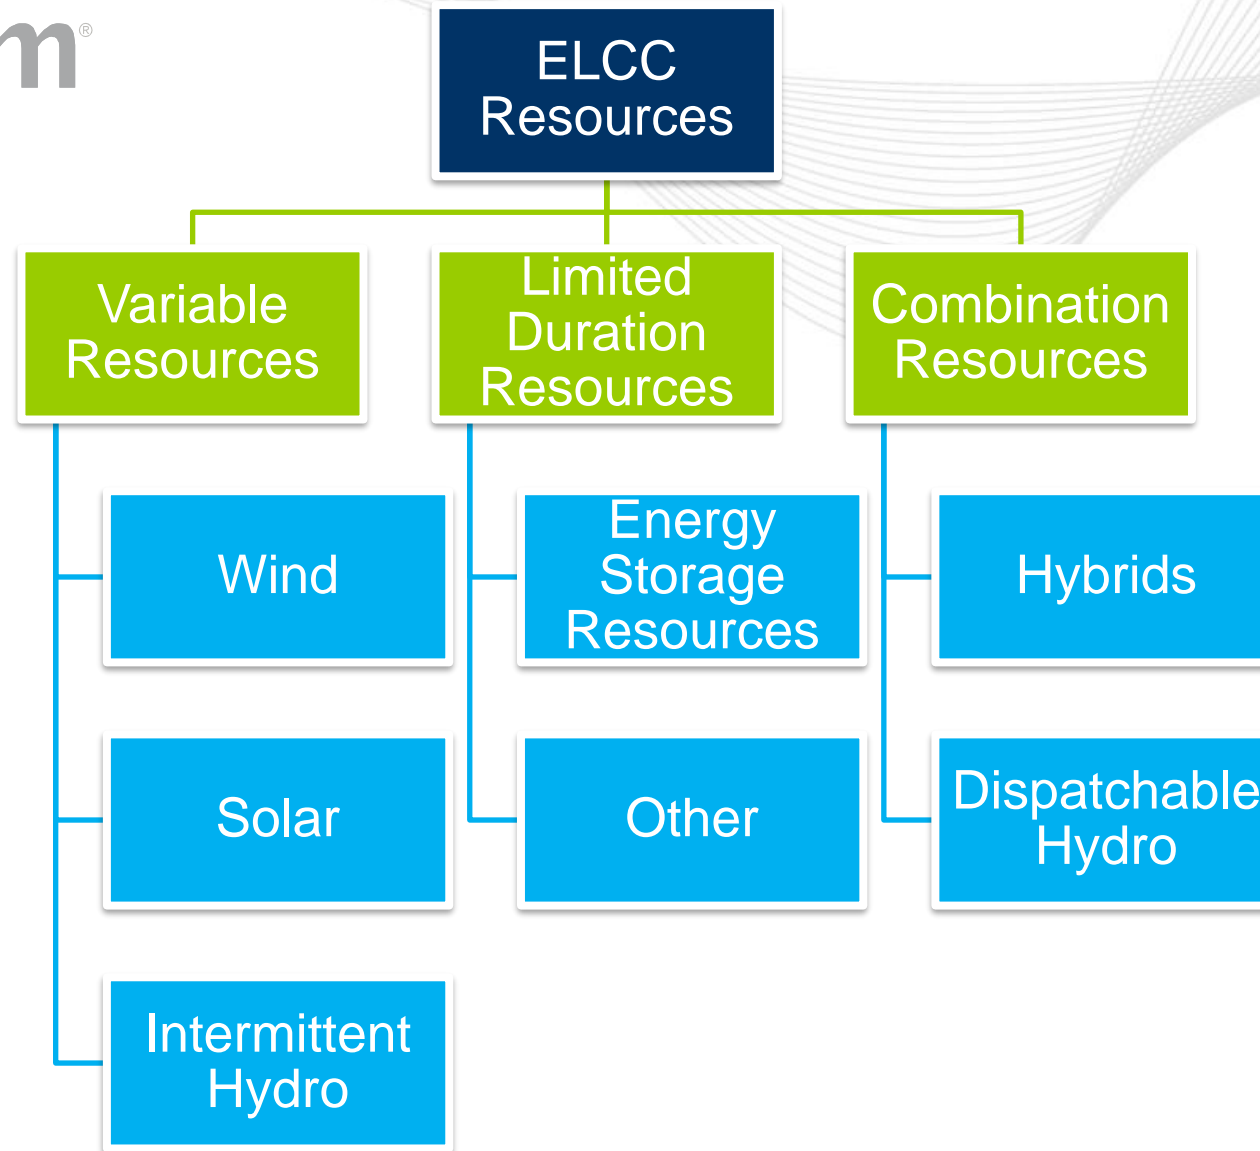 m®
ELCC
Resources
Variable
Resources
Limited
Duration
Resources
Combination
Resources
Wind
Energy
Storage
Resources
Hybrids
Solar
Other
Dispatchable
Hydro
Intermittent
Hydro